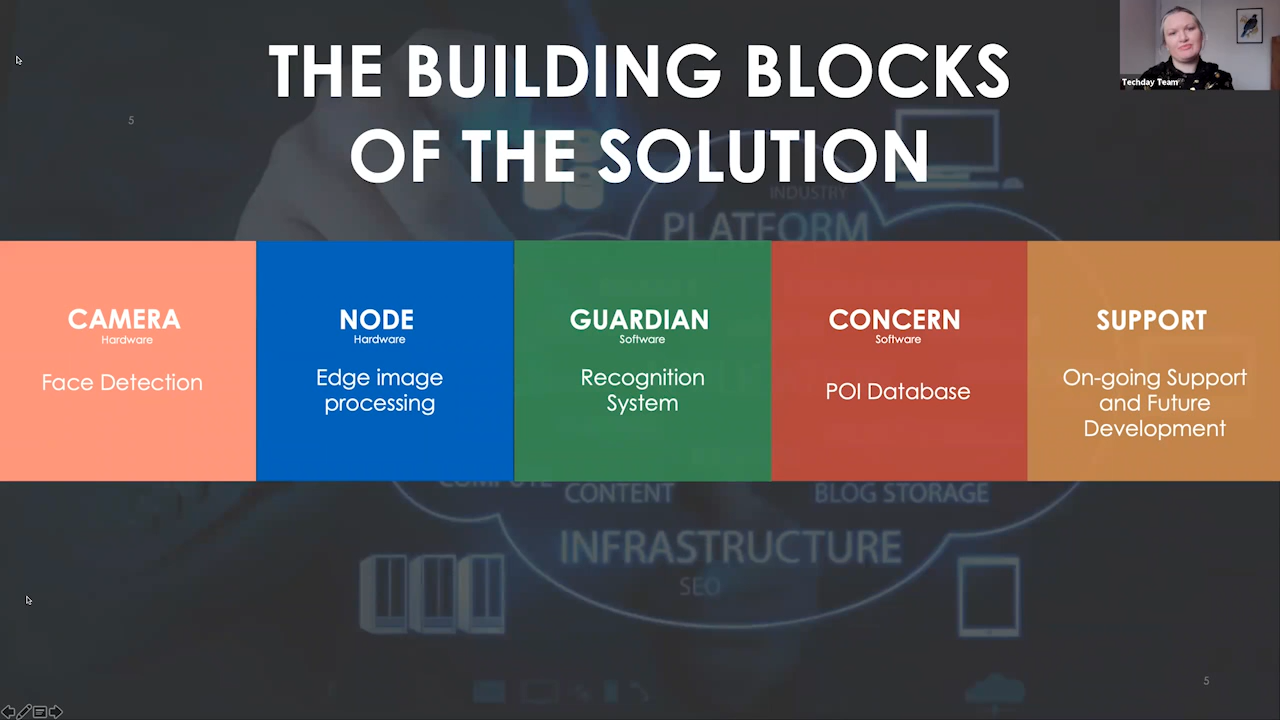 THE BUILDING BLOCKS
OF THE SOLUTION
Techday Team
5
INDUSTRY
PLATFORM
CAMERA
Hardware
Face Detection
NODE
Hardware
Edge image
processing
GUARDIAN
Software
Recognition
System
CONCERN
Software
POI Database
SUPPORT
On-going Support
and Future
Development
COMPUTE
CONTENT
BLOG STORAGE
INFRASTRUCTURE
SEO
5